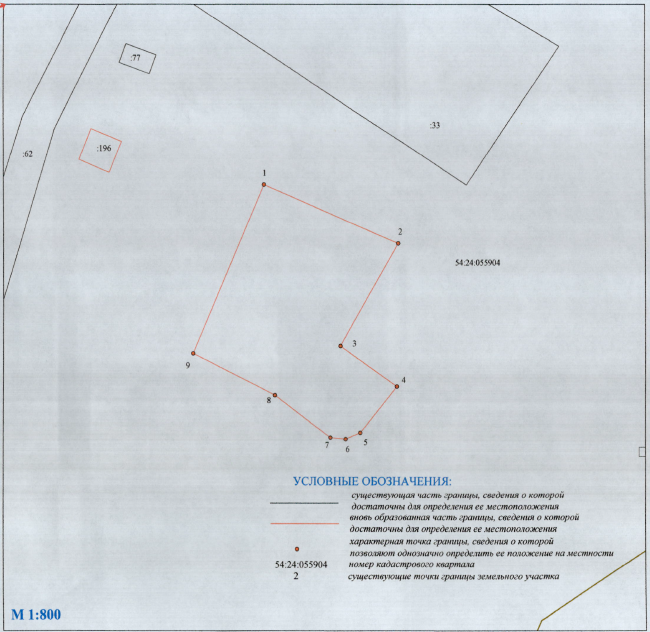 :77
:33
:62
:196
1
2
54:24:055904
3
9
4
8
5
7
6
УСЛОВНЫЕ ОБОЗНАЧЕНИЯ:
существующая часть границы, сведения о которой
достаточны для определения ее местоположения
вновь образованная часть границы, сведения о которой
достаточны для определения ее местоположения
характерная точка границы, сведения о которой
позволяют однозначно определить ее положение на местности
54:24:055904 номер кадастрового квартала
2 существующие точки границы земельного участка
М 1:800